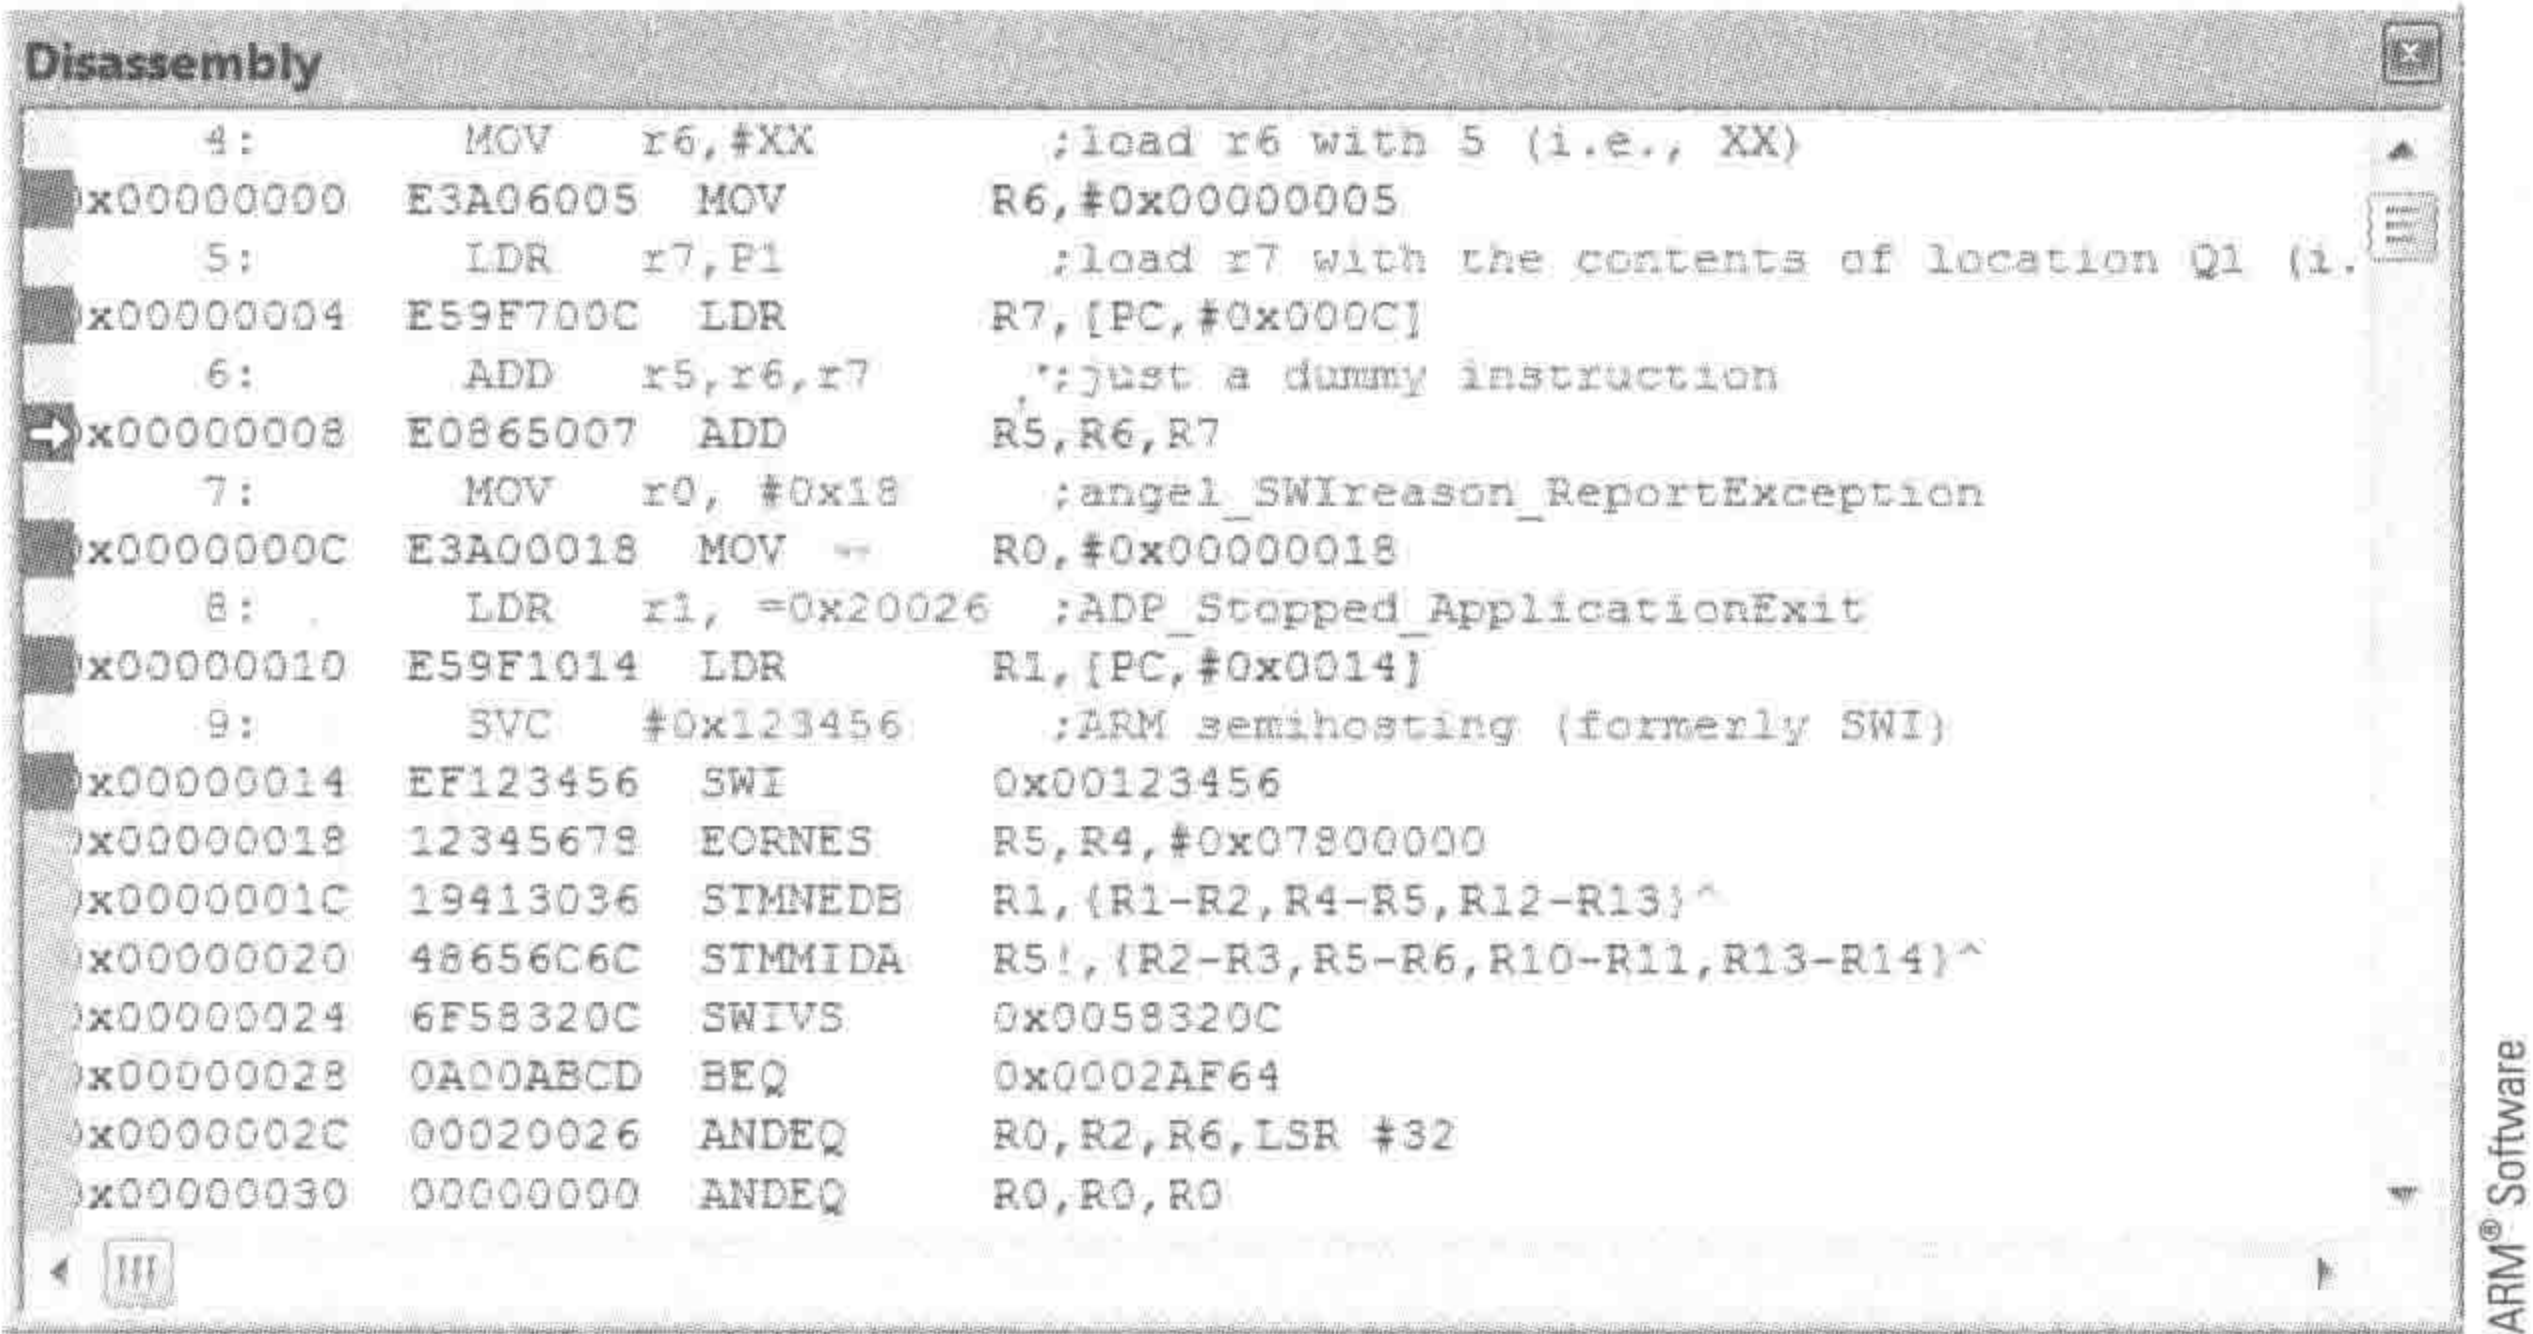 Disassembly
4: MOV r6,#XX ;load r6 with 5 (i.e., XX)
0x00000000 E3A06005 MOV R6,#0x00000005
5: LDR r7,P1 ;load r7 with the contents of location Q1 (i.
0x00000004 E59F700C LDR R7,[PC,#0x000C]
6: ADD r5,r6,r7 ;just a dummy instruction
0x00000008 E0865007 ADD R5,R6,R7
7: MOV r0, #0x18 ;angel_SWIreason_ReportException
0x0000000C E3A00018 MOV R0,#0x00000018
8: LDR r1, =0x20026 ;ADP_Stopped_ApplicationExit
0x00000010 E59F1014 LDR R1,[PC,#0x0014]
9: SVC #0x123456 ;ARM semihosting (formerly SWI)
0x00000014 EF123456 SWI 0x00123456
0x00000018 12345678 EORNES R5,R4,#0x07800000
0x0000001C 19413036 STMNEDB R1,{R1-R2,R4-R5,R12-R13}^
0x00000020 48656C6C STMMIDA R5!,{R2-R3,R5-R6,R10-R11,R13-R14}^
0x00000024 6F58320C SWIVS 0x0058320C
0x00000028 0A00ABCD BEQ 0x0002AF64
0x0000002C 00020026 ANDEQ R0,R2,R6,LSR #32
0x00000030 00000000 ANDEQ R0,R0,R0
ARM® Software